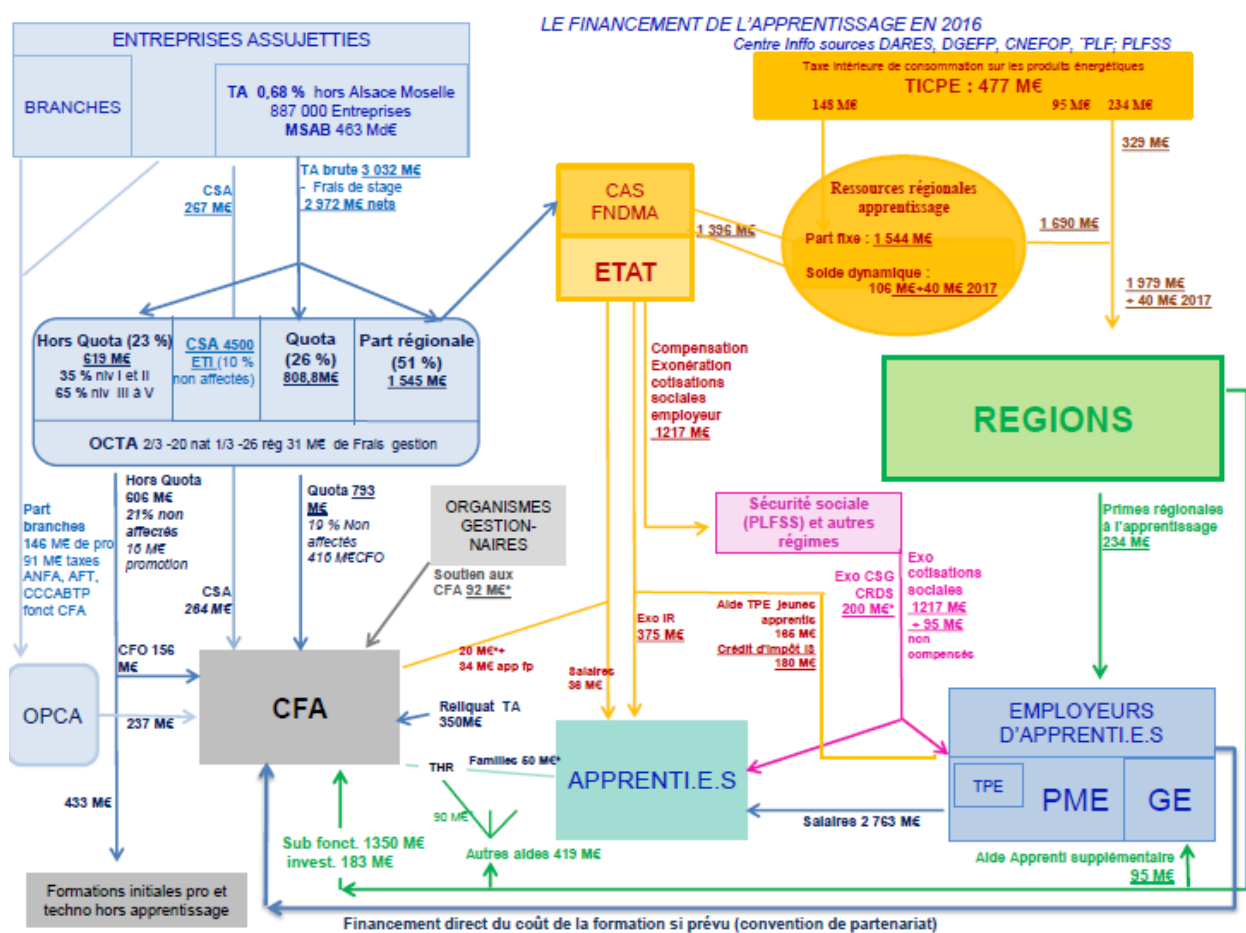 LE FINANCEMENT DE L'APPRENTISSAGE EN 2016
Centre Inffo sources DARES, DGEFP, CNEFOP, ¨PLF; PLFSS
ENTREPRISES ASSUJETTIES
BRANCHES
TA 0,68 % hors Alsace Moselle
887 000 Entreprises
MSAB 463 Md€
Taxe intérieure de consommation sur les produits énergétiques
TICPE : 477 M€
148 M€
95 M€ 234 M€
329 M€
CSA
267 M€
TA brute 3 032 M€
- Frais de stage
2 972 M€ nets
CAS
FNDMA
ETAT
1 396 M€
Ressources régionales
apprentissage
Part fixe : 1 544 M€
Solde dynamique :
106 M€+40 M€ 2017
1 690 M€
1 979 M€
+ 40 M€ 2017
Hors Quota (23 %)
619 M€
35 % niv I et II
65 % niv III à V
CSA 4500
ETI (10 %
non affectés)
Quota
(26 %)
808,8M€
Part régionale
(51 %)
1 545 M€
OCTA 2/3 -20 nat 1/3 -26 rég 31 M€ de Frais gestion
Compensation
Exonération
cotisations
sociales
employeur
1217 M€
REGIONS
Part
branches
146 M€ de pro
91 M€ taxes
ANFA, AFT,
CCCABTP
fonct CFA
Hors Quota
606 M€
21% non
affecrés
16 M€
promotion
CSA
264 M€
Quota 793
M€
19 % Non
affectés
416 M€CFO
ORGANISMES
GESTION-
NAIRES
Soutien aux
CFA 92 M€*
Sécurité sociale
(PLFSS) et autres
régimes
Primes régionales
à l'apprentissage
234 M€
Exo CSG
CRDS
200 M€*
Exo
cotisations
sociales
1217 M€
+ 95 M€
non
compensés
Exo IR
375 M€
Aide TPE jeunes
apprentis
165 M€
Crédit d'impôt IS
180 M€
CFO 156
M€
20 M€*+
34 M€ app fp
Salaires
38 M€
OPCA
237 M€
CFA
Reliquat TA
350M€
THR
Familles 50 M€*
APPRENTI.E.S
EMPLOYEURS
D'APPRENTI.E.S
TPE
PME
GE
433 M€
90 M€
Salaires 2 763 M€
Sub fonct. 1350 M€
invest. 183 M€
Autres aides 419 M€
Aide Apprenti supplémentaire
95 M€
Formations initiales pro et
techno hors apprentissage
Financement direct du coût de la formation si prévu (convention de partenariat)